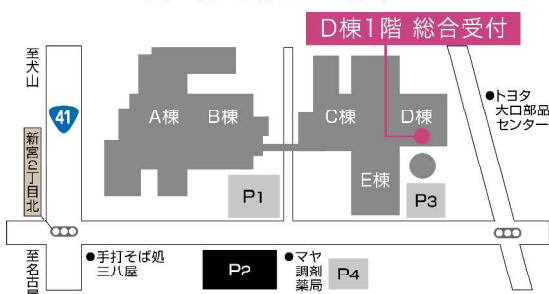 D棟1階 総合受付
至犬山
41
新宮2丁目北
至名古屋
A棟
B棟
C棟
D棟
E棟
P1
P3
●トヨタ
大口部品
センター
●手打そば処
三八屋
P2
●マヤ
調剤
薬局
P4